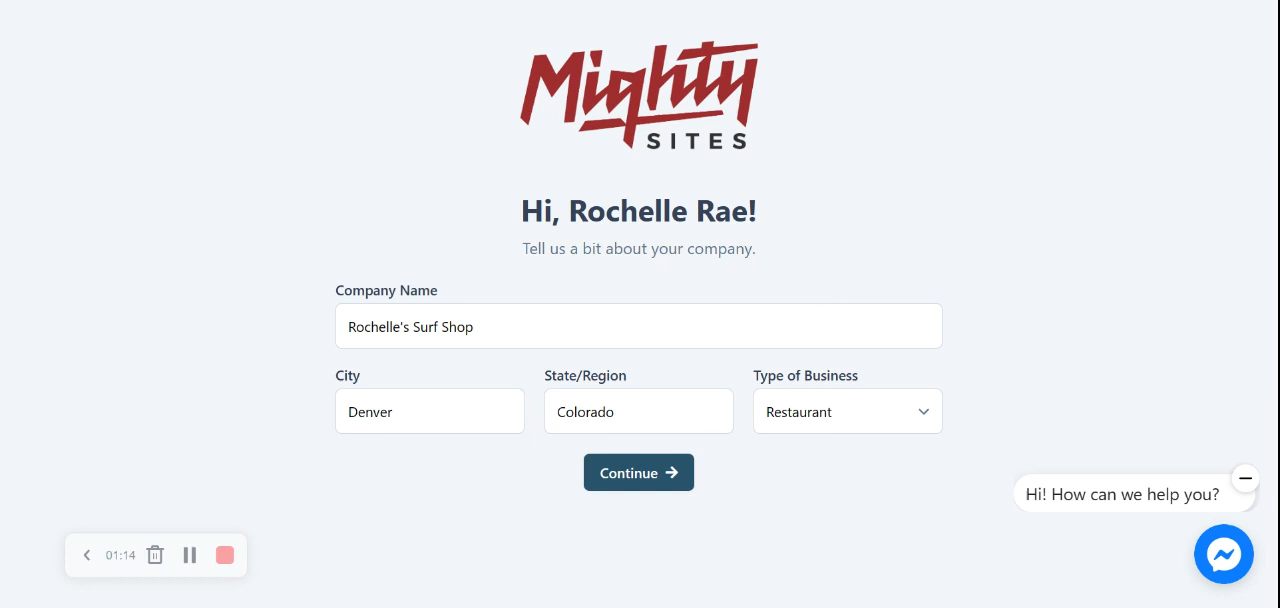 Mighty
SITES
Hi, Rochelle Rae!
Tell us a bit about your company.
Company Name
Rochelle's Surf Shop
City State/Region Type of Business
Denver Colorado Restaurant
Continue →
Hi! How can we help you?
01:14